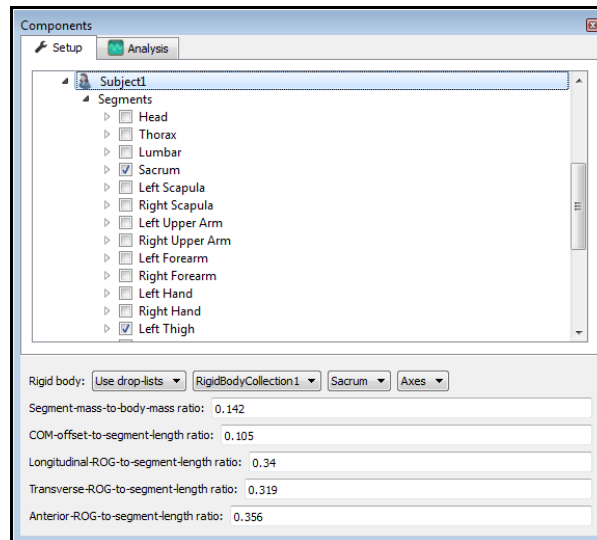 Components
Setup Analysis
Subject1
Segments
Head
Thorax
Lumbar
Sacrum
Left Scapula
Right Scapula
Left Upper Arm
Right Upper Arm
Left Forearm
Right Forearm
Left Hand
Right Hand
Left Thigh
Rigid body: Use drop-lists RigidBodyCollection1 Sacrum Axes
Segment-mass-to-body-mass ratio: 0.142
COM-offset-to-segment-length ratio: 0.105
Longitudinal-ROG-to-segment-length ratio: 0.34
Transverse-ROG-to-segment-length ratio: 0.319
Anterior-ROG-to-segment-length ratio: 0.356